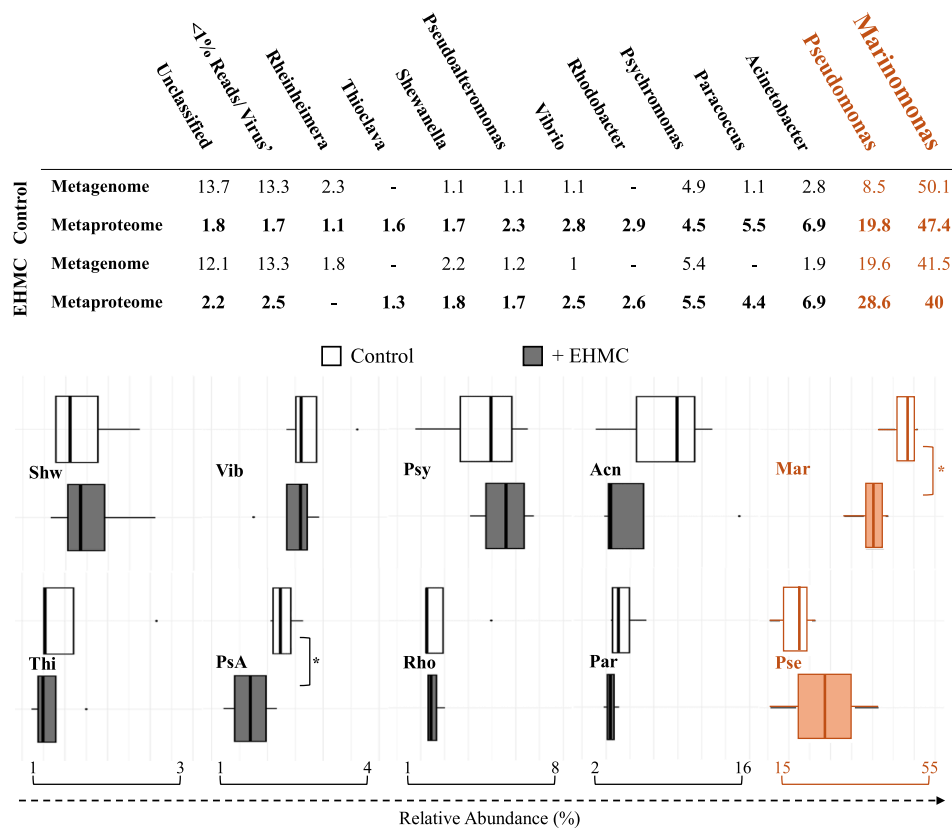 Unclassified <1% Reads/ Virus’ Rheinheimera Thioclava Shewanella Pseudoalteromonas Vibrio Rhodobacter Psychromonas Paracoccus Acinetobacter Pseudomonas Marinomonas
Control
Metagenome 13.7 13.3 2.3 - 1.1 1.1 1.1 - 4.9 1.1 2.8 8.5 50.1
Metaproteome 1.8 1.7 1.1 1.6 1.7 2.3 2.8 2.9 4.5 5.5 6.9 19.8 47.4
EHMC
Metagenome 12.1 13.3 1.8 - 2.2 1.2 1 - 5.4 - 1.9 19.6 41.5
Metaproteome 2.2 2.5 - 1.3 1.8 1.7 2.5 2.6 5.5 4.4 6.9 28.6 40
Control + EHMC
Shw Vib Psy Acn Mar *
Thi PsA * Rho Par Pse
1 3 1 4 1 8 2 16 15 55
Relative Abundance (%)